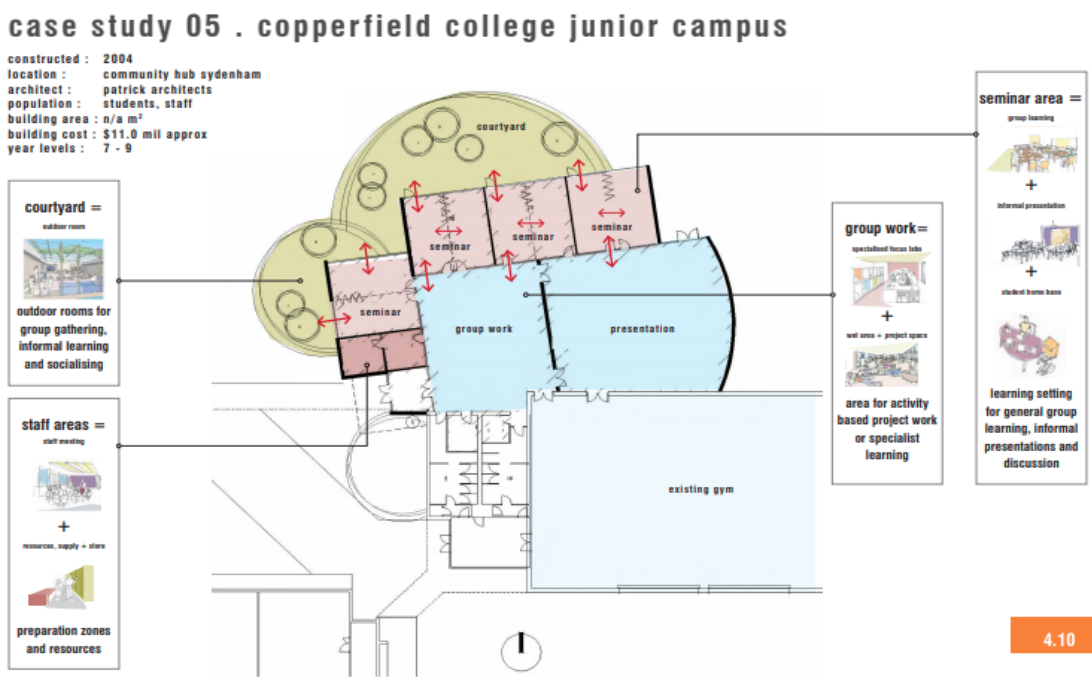 case study 05 . copperfield college junior campus
constructed : 2004
location : community hub sydenham
architect : patrick architects
population : students, staff
building area : n/a m²
building cost : $11.0 mil approx
year levels : 7 - 9
courtyard =
outdoor room
outdoor rooms for
group gathering,
informal learning
and socialising
staff areas =
staff meeting
+
resources, supply + store
preparation zones
and resources
courtyard
seminar
seminar
seminar
seminar
group work
presentation
existing gym
group work=
specialised focus labs
+
wet area + project space
area for activity
based project work
or specialist
learning
seminar area =
group learning
+
informal presentation
+
student home base
learning setting
for general group
learning, informal
presentations and
discussion
4.10